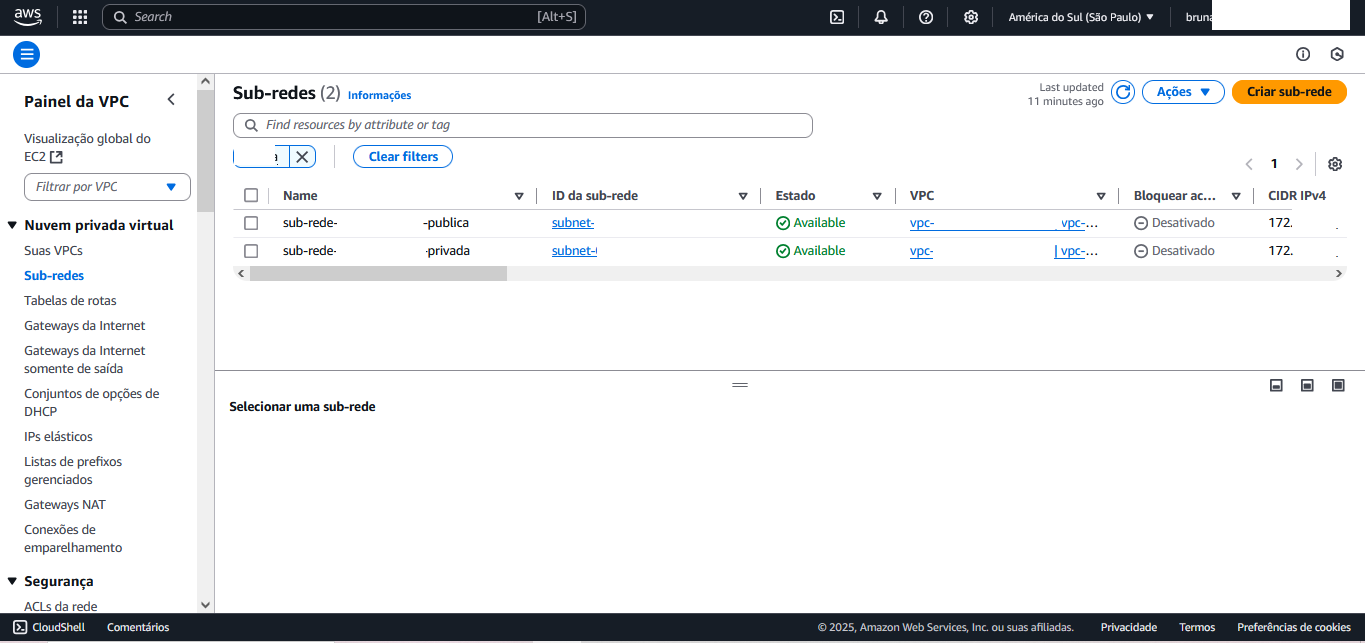 aws
Search [Alt+S]
América do Sul (São Paulo)
bruna
Painel da VPC
Visualização global do
EC2
Filtrar por VPC
Nuvem privada virtual
Suas VPCs
Sub-redes
Tabelas de rotas
Gateways da Internet
Gateways da Internet
somente de saída
Conjuntos de opções de
DHCP
IPs elásticos
Listas de prefixos
gerenciados
Gateways NAT
Conexões de
emparelhamento
Segurança
ACLs da rede
Sub-redes (2) Informações
Last updated
11 minutes ago
Ações
Criar sub-rede
Find resources by attribute or tag
Clear filters
1
Name ID da sub-rede Estado VPC Bloquear ac... CIDR IPv4
sub-rede- -publica subnet- Available vpc- vpc-... Desativado 172.
sub-rede- -privada subnet- Available vpc- | vpc-... Desativado 172.
Selecionar uma sub-rede
CloudShell Comentários © 2025, Amazon Web Services, Inc. ou suas afiliadas. Privacidade Termos Preferências de cookies